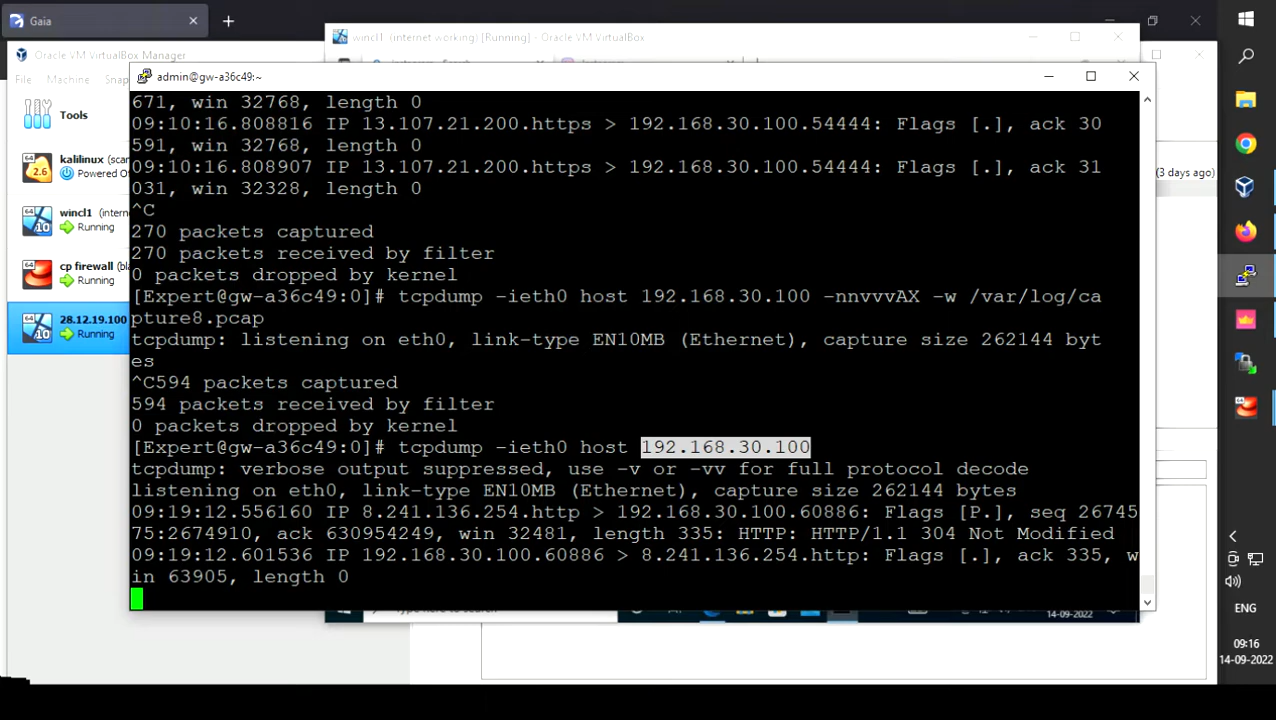 Gaia
wincl1 (internet working) [Running] - Oracle VM VirtualBox
Oracle VM VirtualBox Manager
File Machine Snap
Tools
admin@gw-a36c49:~
kalilinux (scan
Powered Of
wincl1 (intern
Running
cp firewall (bla
Running
28.12.19.100
Running
671, win 32768, length 0
09:10:16.808816 IP 13.107.21.200.https > 192.168.30.100.54444: Flags [.], ack 30
591, win 32768, length 0
09:10:16.808907 IP 13.107.21.200.https > 192.168.30.100.54444: Flags [.], ack 31
031, win 32328, length 0
^C
270 packets captured
270 packets received by filter
0 packets dropped by kernel
[Expert@gw-a36c49:0]# tcpdump -ieth0 host 192.168.30.100 -nnvvvAX -w /var/log/ca
pture8.pcap
tcpdump: listening on eth0, link-type EN10MB (Ethernet), capture size 262144 byt
es
^C594 packets captured
594 packets received by filter
0 packets dropped by kernel
[Expert@gw-a36c49:0]# tcpdump -ieth0 host 192.168.30.100
tcpdump: verbose output suppressed, use -v or -vv for full protocol decode
listening on eth0, link-type EN10MB (Ethernet), capture size 262144 bytes
09:19:12.556160 IP 8.241.136.254.http > 192.168.30.100.60886: Flags [P.], seq 26745
75:2674910, ack 630954249, win 32481, length 335: HTTP: HTTP/1.1 304 Not Modified
09:19:12.601536 IP 192.168.30.100.60886 > 8.241.136.254.http: Flags [.], ack 335, w
in 63905, length 0
(3 days ago)
14-09-2022
ENG
09:16
14-09-2022